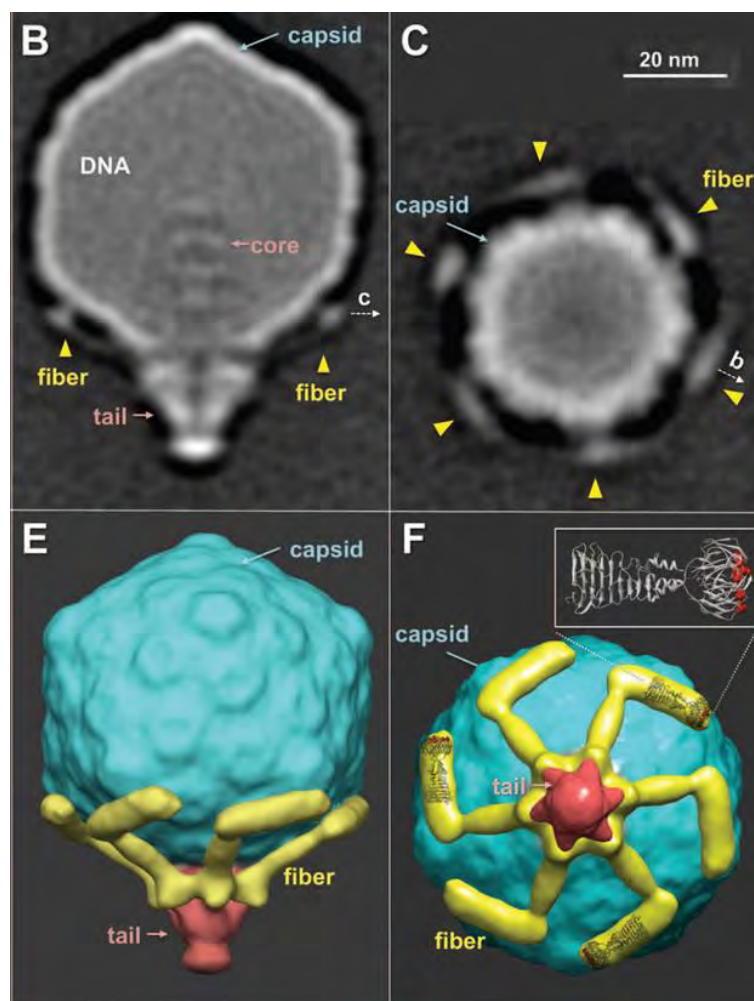 B
capsid
DNA
core
c
fiber
fiber
tail
C
20 nm
fiber
capsid
b
E
capsid
fiber
tail
F
capsid
tail
fiber